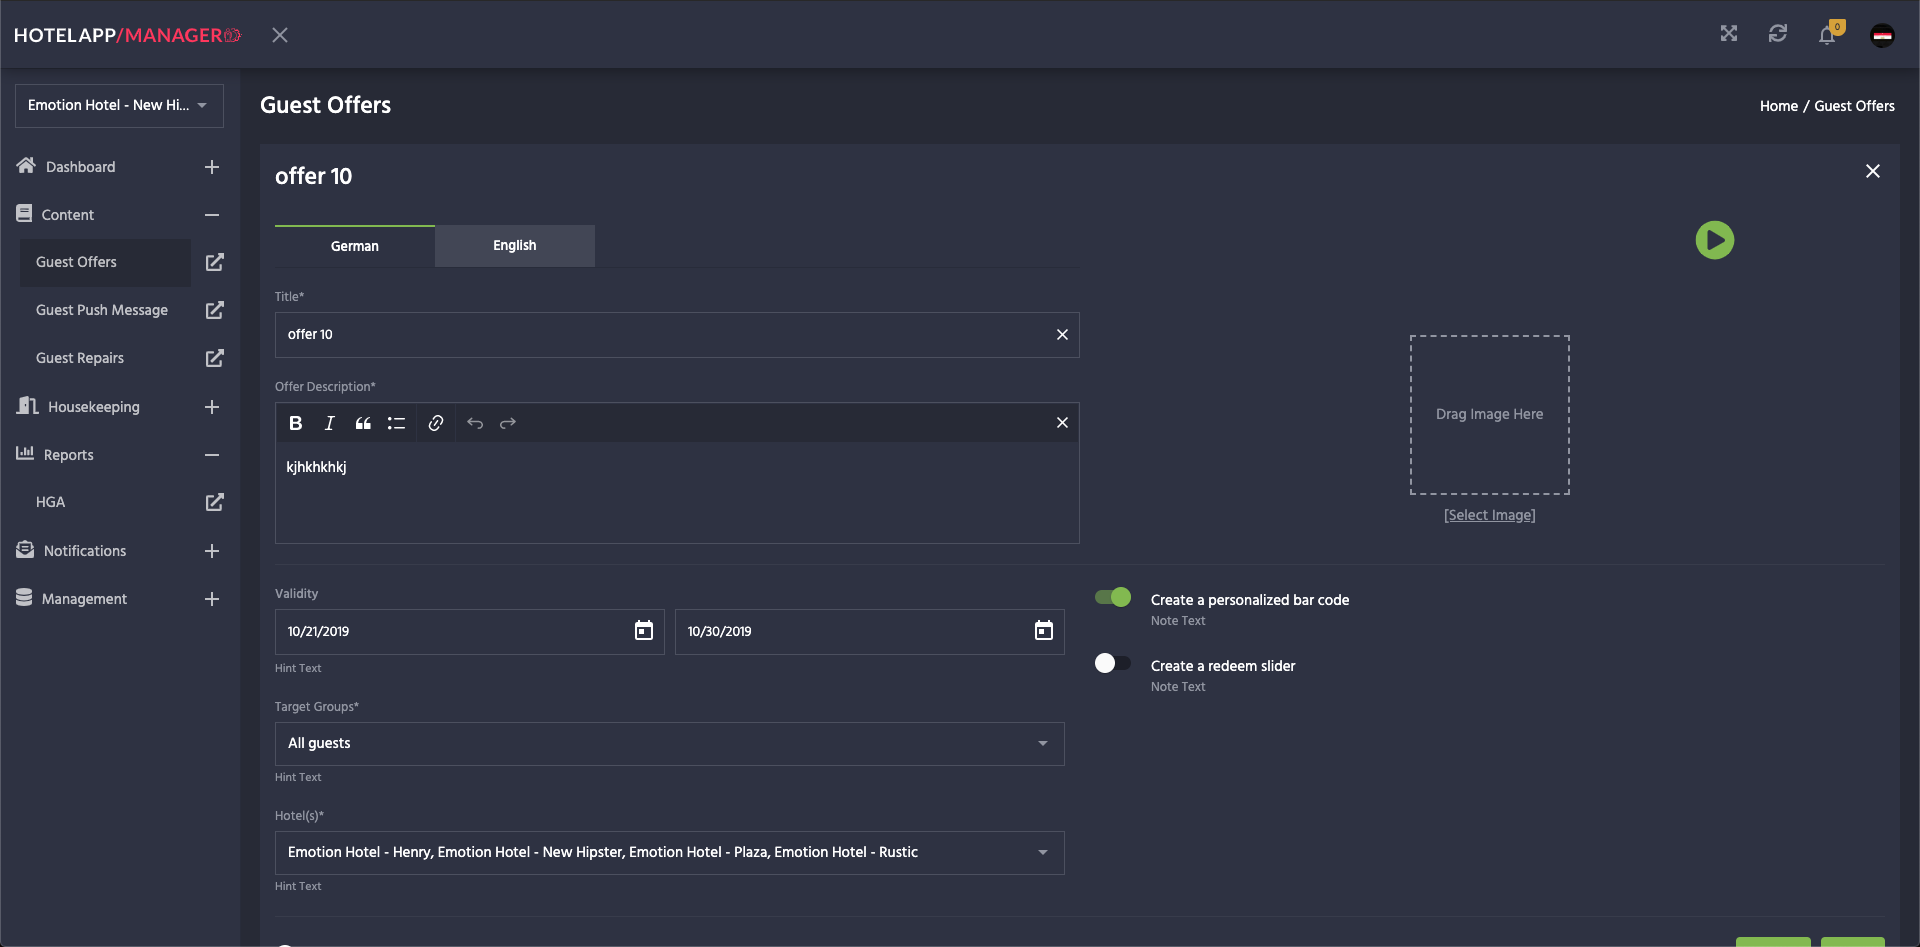 HOTELAPP/MANAGER
0
Emotion Hotel - New Hi...
Dashboard
Content
Guest Offers
Guest Push Message
Guest Repairs
Housekeeping
Reports
HGA
Notifications
Management
Guest Offers
Home / Guest Offers
offer 10
German
English
Title*
offer 10
Offer Description*
B I
kjhkhkhkj
Drag Image Here
[Select Image]
Validity
10/21/2019
10/30/2019
Hint Text
Create a personalized bar code
Note Text
Create a redeem slider
Note Text
Target Groups*
All guests
Hint Text
Hotel(s)*
Emotion Hotel - Henry, Emotion Hotel - New Hipster, Emotion Hotel - Plaza, Emotion Hotel - Rustic
Hint Text